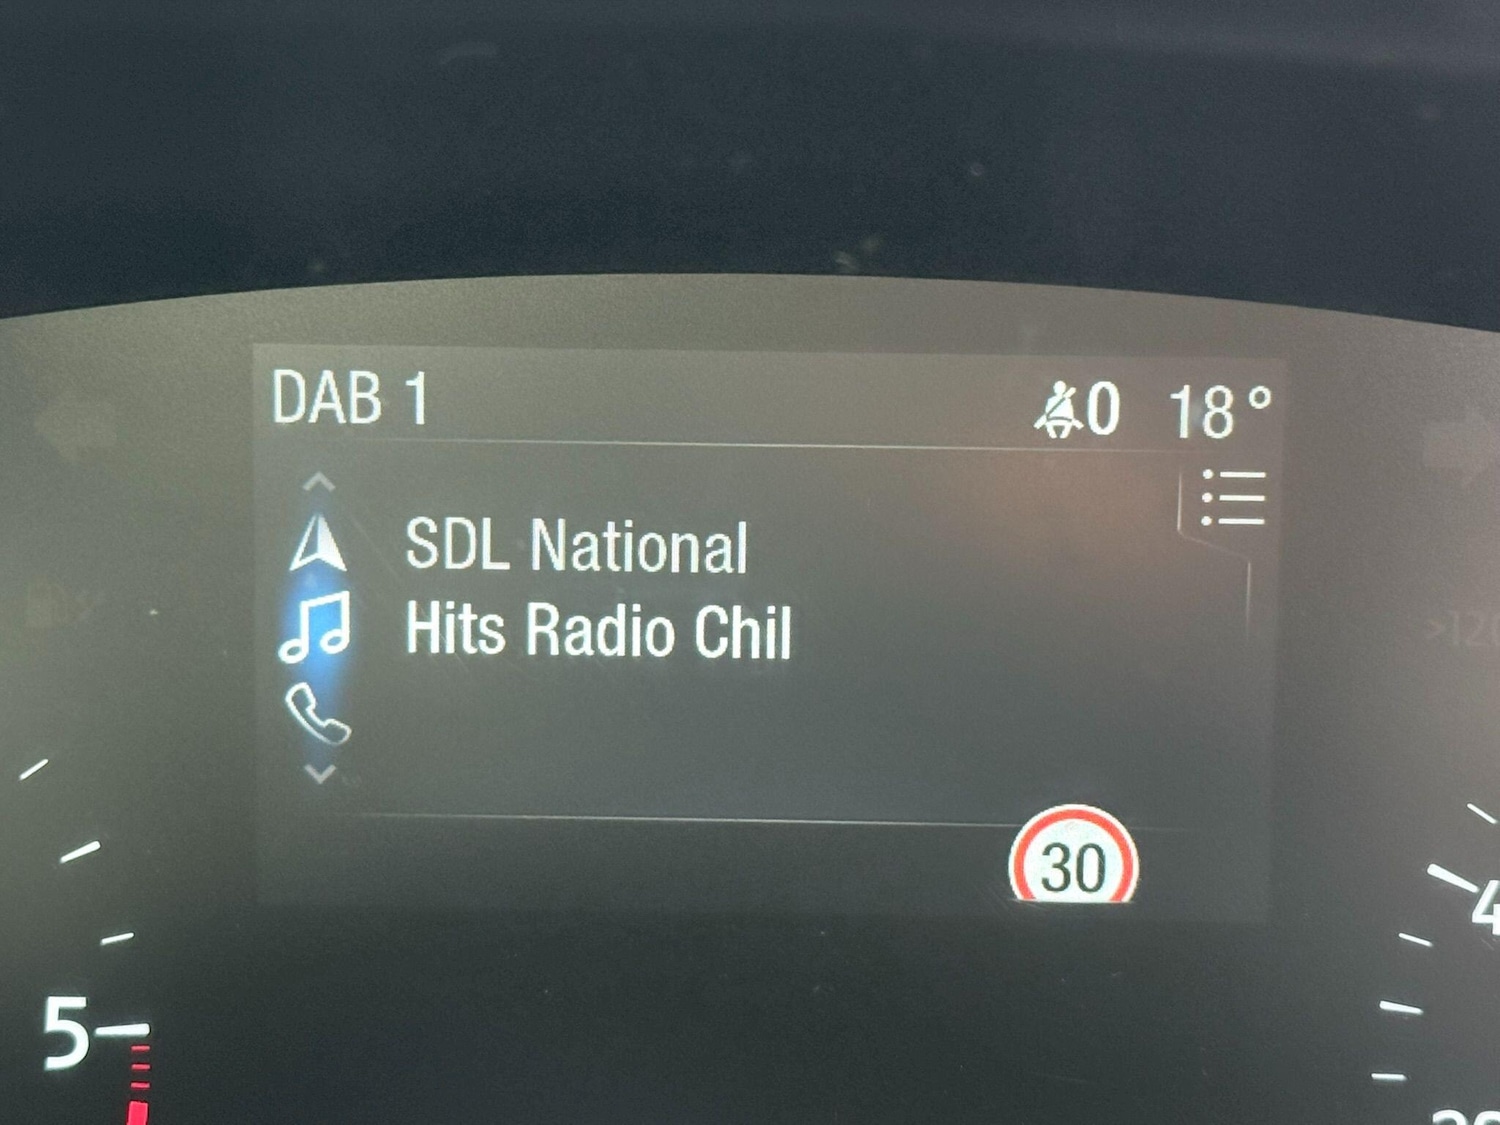 DAB 1 0 18°
SDL National
Hits Radio Chil
30
5